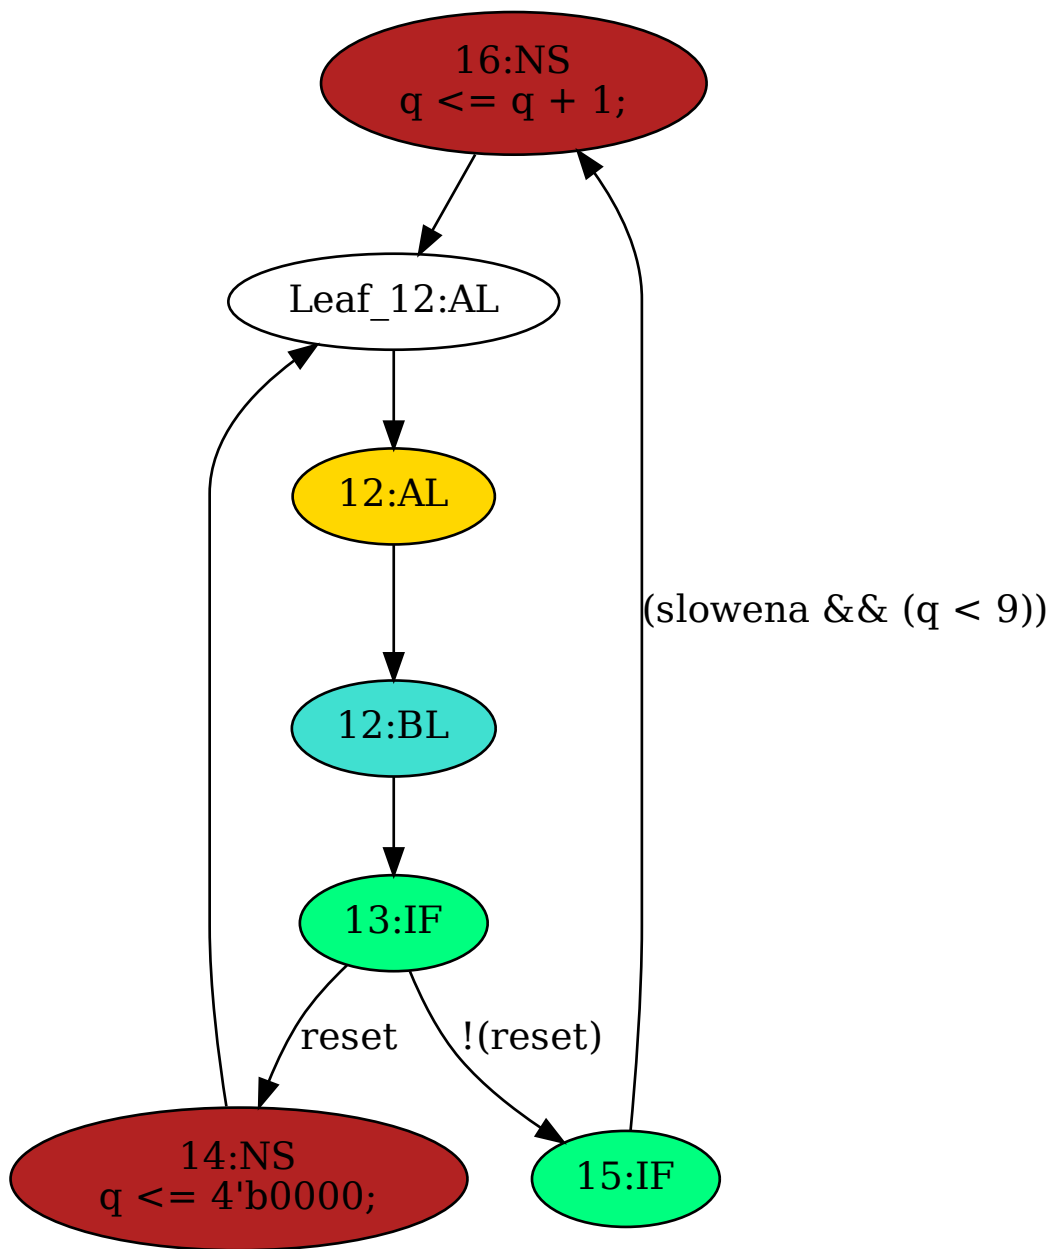 16:NS
q <= q + 1;
Leaf_12:AL
12:AL
(slowena && (q < 9))
12:BL
13:IF
reset
!(reset)
14:NS
q <= 4'b0000;
15:IF